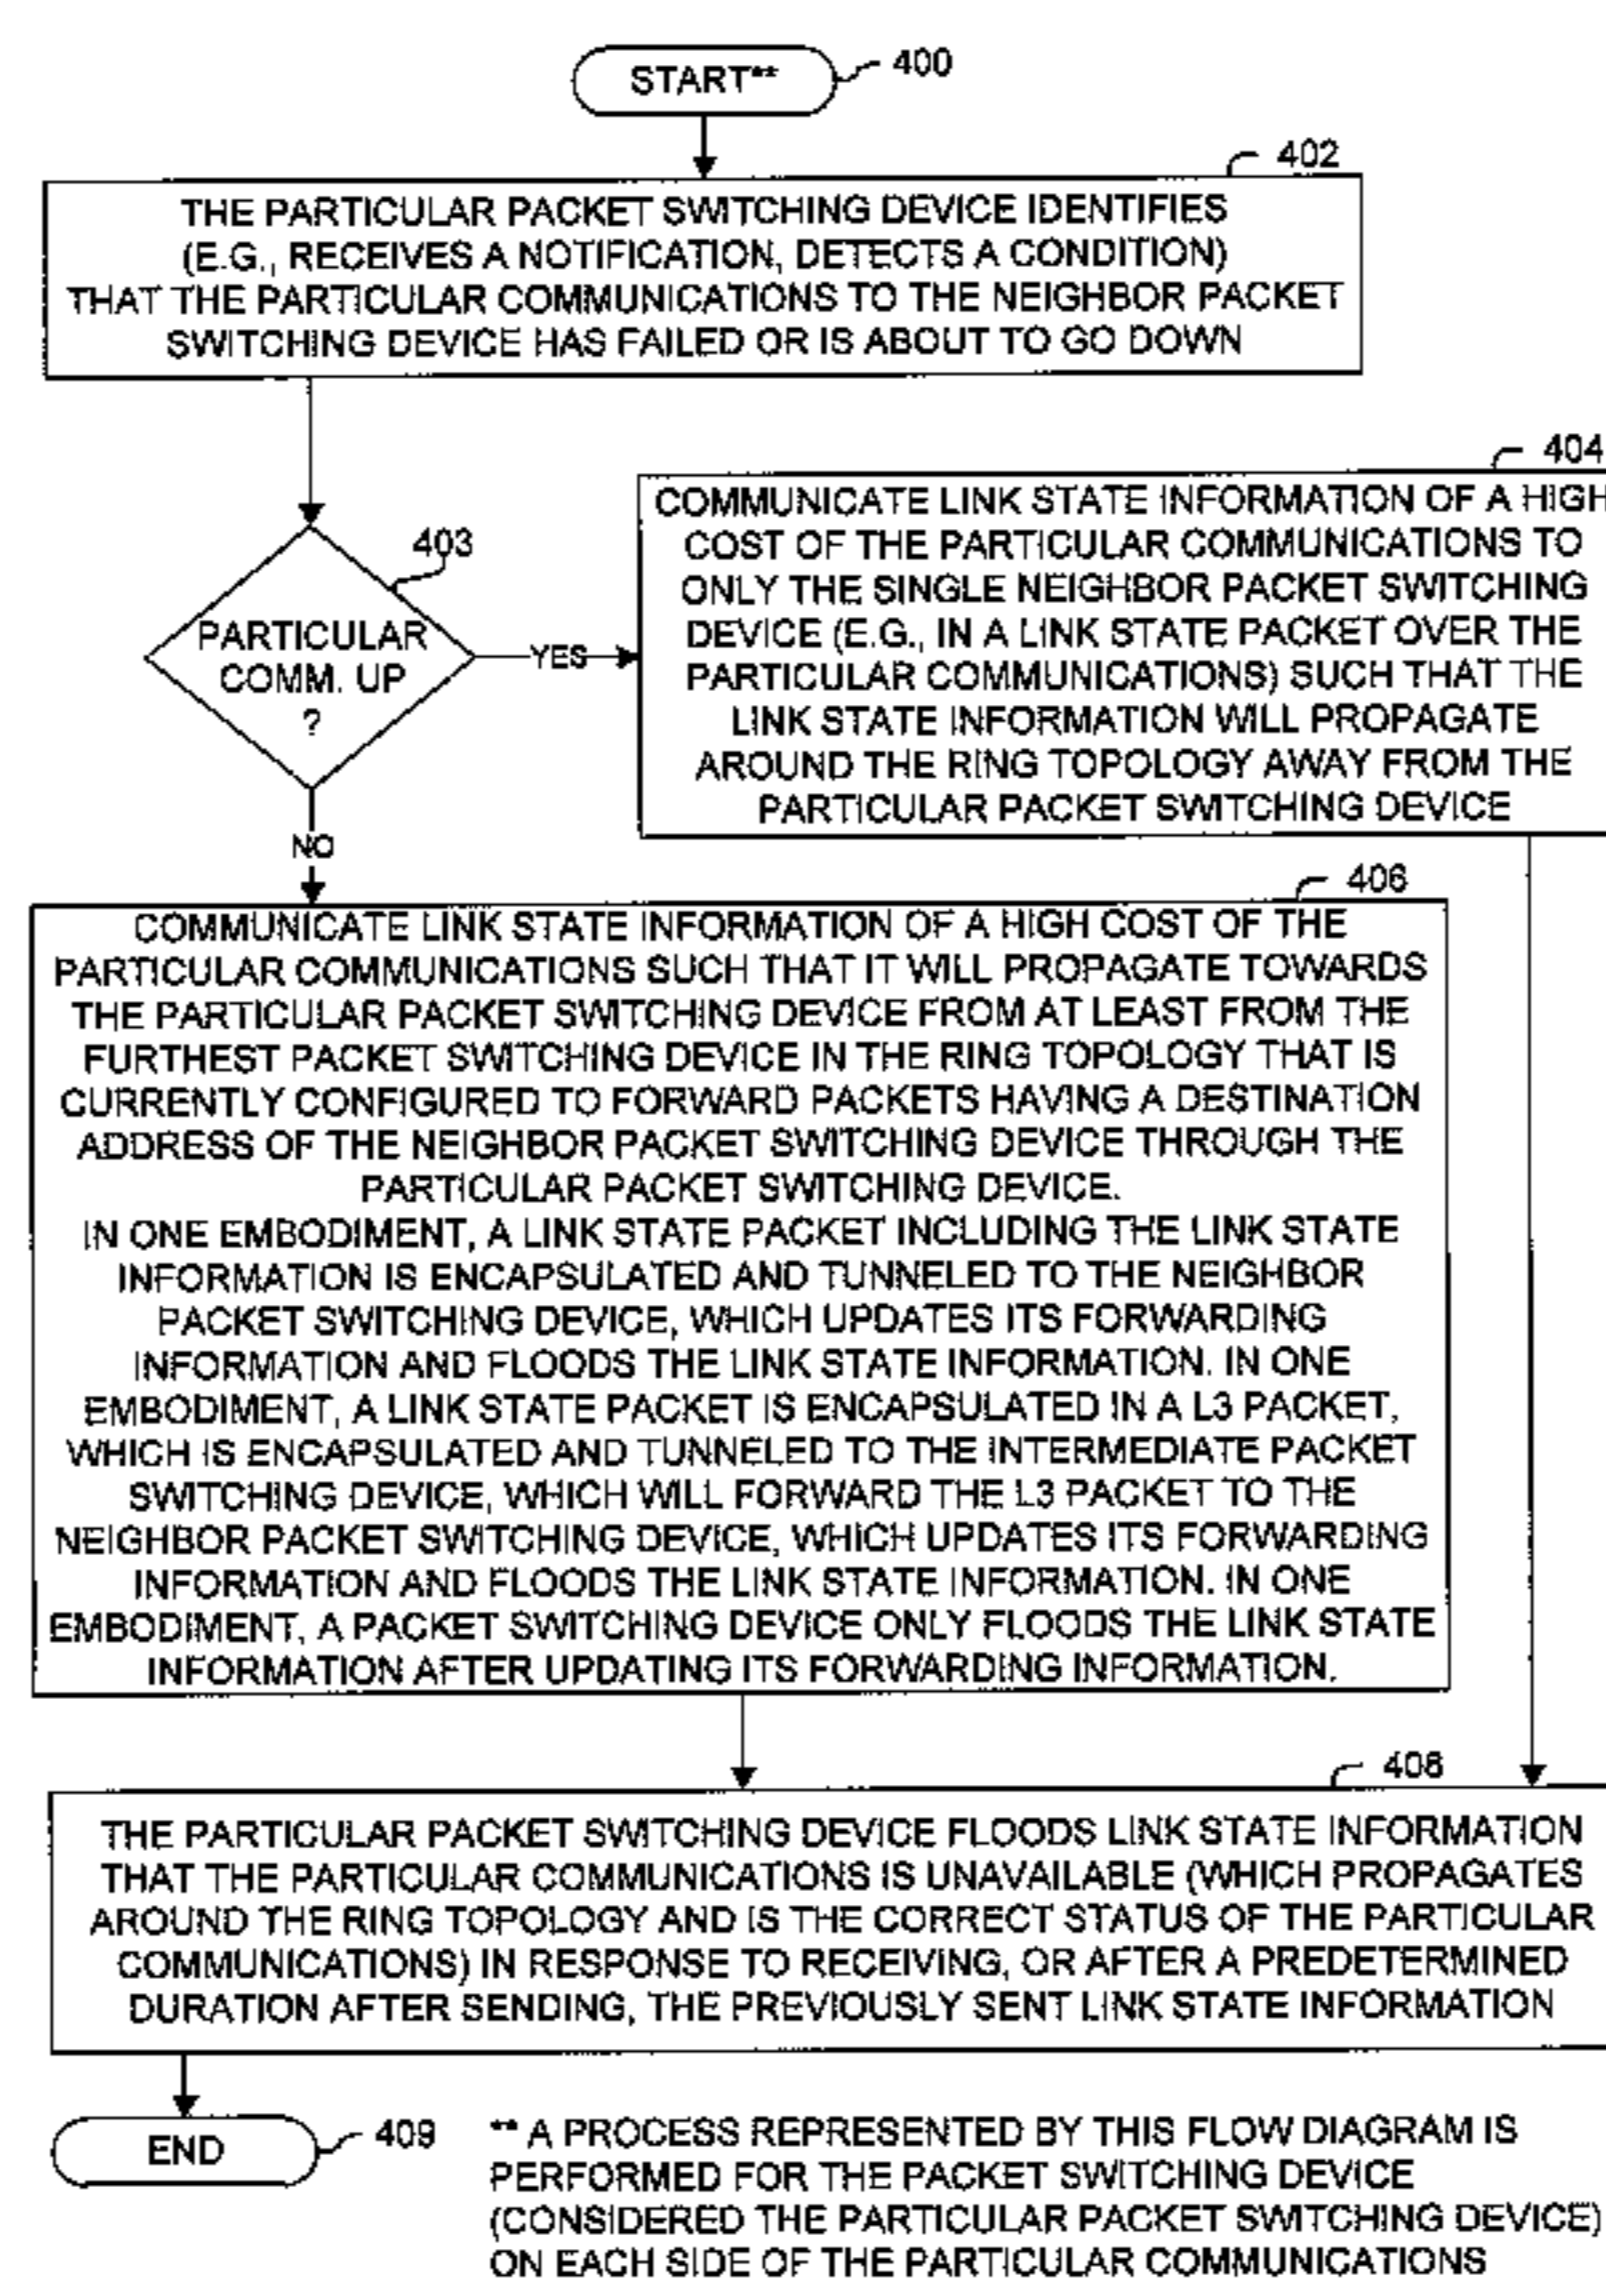 START**
400
402
THE PARTICULAR PACKET SWITCHING DEVICE IDENTIFIES
(E.G., RECEIVES A NOTIFICATION, DETECTS A CONDITION)
THAT THE PARTICULAR COMMUNICATIONS TO THE NEIGHBOR PACKET
SWITCHING DEVICE HAS FAILED OR IS ABOUT TO GO DOWN
403
PARTICULAR
COMM. UP
?
YES
NO
404
COMMUNICATE LINK STATE INFORMATION OF A HIGH
COST OF THE PARTICULAR COMMUNICATIONS TO
ONLY THE SINGLE NEIGHBOR PACKET SWITCHING
DEVICE (E.G., IN A LINK STATE PACKET OVER THE
PARTICULAR COMMUNICATIONS) SUCH THAT THE
LINK STATE INFORMATION WILL PROPAGATE
AROUND THE RING TOPOLOGY AWAY FROM THE
PARTICULAR PACKET SWITCHING DEVICE
406
COMMUNICATE LINK STATE INFORMATION OF A HIGH COST OF THE
PARTICULAR COMMUNICATIONS SUCH THAT IT WILL PROPAGATE TOWARDS
THE PARTICULAR PACKET SWITCHING DEVICE FROM AT LEAST FROM THE
FURTHEST PACKET SWITCHING DEVICE IN THE RING TOPOLOGY THAT IS
CURRENTLY CONFIGURED TO FORWARD PACKETS HAVING A DESTINATION
ADDRESS OF THE NEIGHBOR PACKET SWITCHING DEVICE THROUGH THE
PARTICULAR PACKET SWITCHING DEVICE.
IN ONE EMBODIMENT, A LINK STATE PACKET INCLUDING THE LINK STATE
INFORMATION IS ENCAPSULATED AND TUNNELED TO THE NEIGHBOR
PACKET SWITCHING DEVICE, WHICH UPDATES ITS FORWARDING
INFORMATION AND FLOODS THE LINK STATE INFORMATION. IN ONE
EMBODIMENT, A LINK STATE PACKET IS ENCAPSULATED IN A L3 PACKET,
WHICH IS ENCAPSULATED AND TUNNELED TO THE INTERMEDIATE PACKET
SWITCHING DEVICE, WHICH WILL FORWARD THE L3 PACKET TO THE
NEIGHBOR PACKET SWITCHING DEVICE, WHICH UPDATES ITS FORWARDING
INFORMATION AND FLOODS THE LINK STATE INFORMATION. IN ONE
EMBODIMENT, A PACKET SWITCHING DEVICE ONLY FLOODS THE LINK STATE
INFORMATION AFTER UPDATING ITS FORWARDING INFORMATION.
408
THE PARTICULAR PACKET SWITCHING DEVICE FLOODS LINK STATE INFORMATION
THAT THE PARTICULAR COMMUNICATIONS IS UNAVAILABLE (WHICH PROPAGATES
AROUND THE RING TOPOLOGY AND IS THE CORRECT STATUS OF THE PARTICULAR
COMMUNICATIONS) IN RESPONSE TO RECEIVING, OR AFTER A PREDETERMINED
DURATION AFTER SENDING, THE PREVIOUSLY SENT LINK STATE INFORMATION
END
409
** A PROCESS REPRESENTED BY THIS FLOW DIAGRAM IS
PERFORMED FOR THE PACKET SWITCHING DEVICE
(CONSIDERED THE PARTICULAR PACKET SWITCHING DEVICE)
ON EACH SIDE OF THE PARTICULAR COMMUNICATIONS